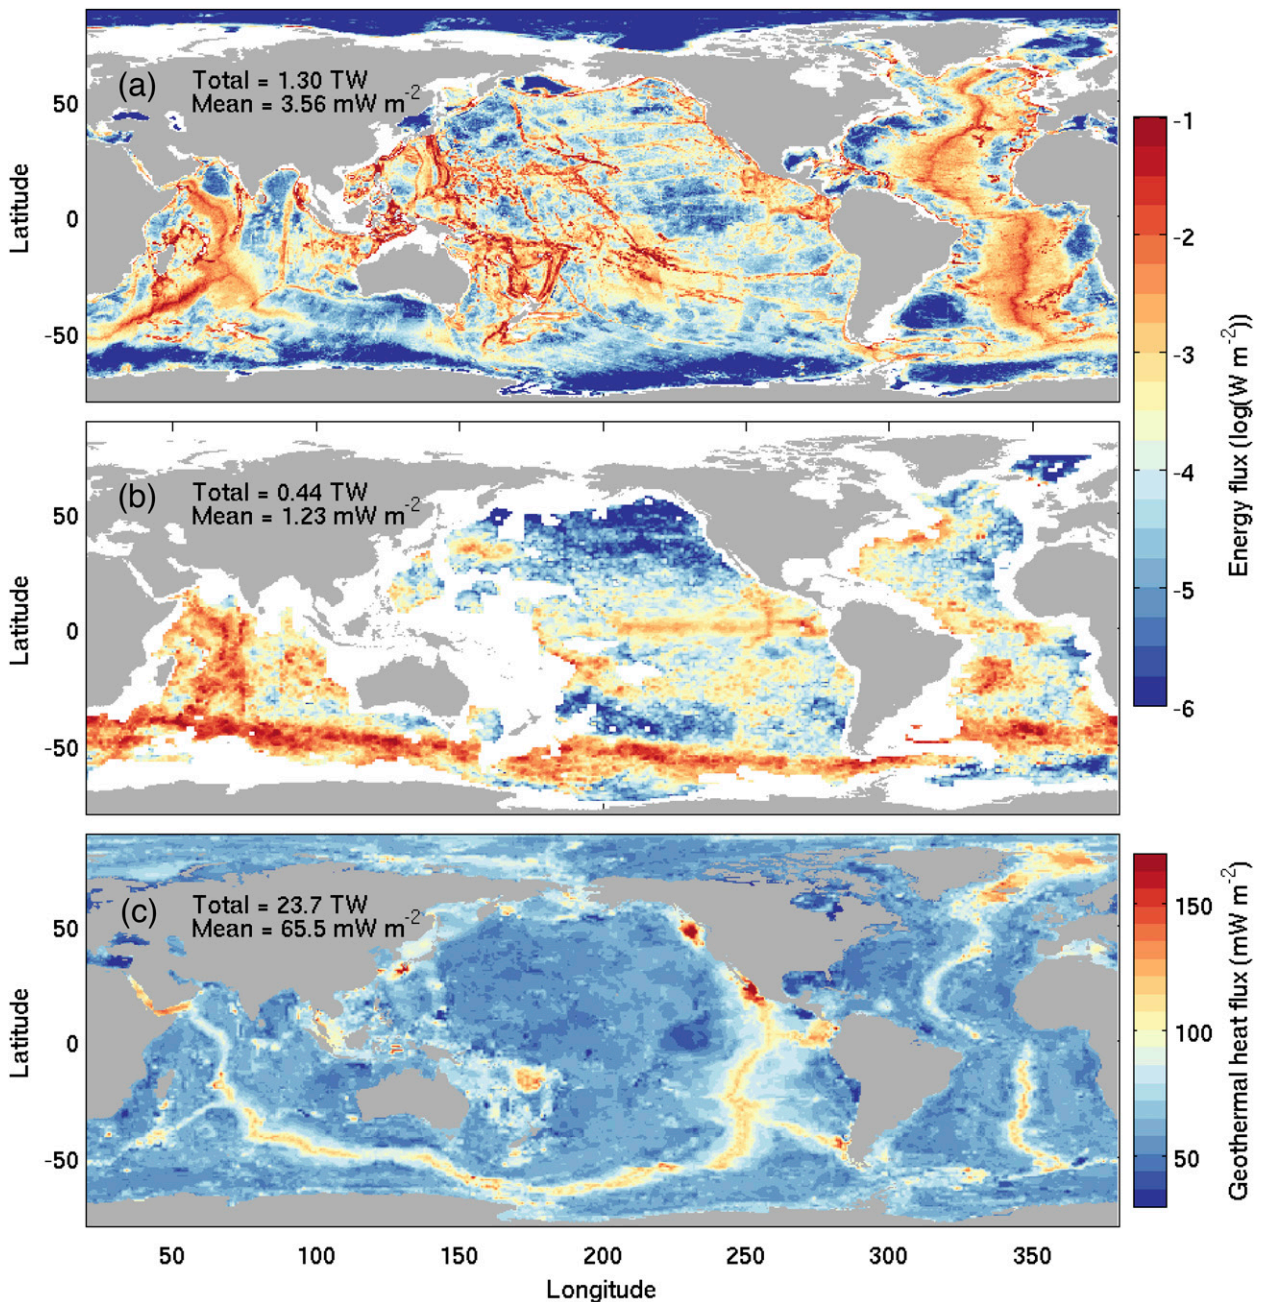 (a)
Total = 1.30 TW
Mean = 3.56 mW m-2
50
0
-50
Latitude
(b)
Total = 0.44 TW
Mean = 1.23 mW m-2
50
0
-50
Latitude
-1
-2
-3
-4
-5
-6
Energy flux (log(W m-2))
(c)
Total = 23.7 TW
Mean = 65.5 mW m-2
50
0
-50
Latitude
150
100
50
Geothermal heat flux (mW m-2)
50 100 150 200 250 300 350
Longitude